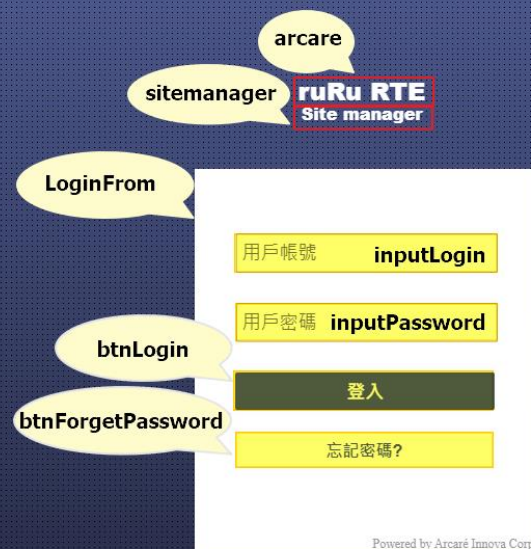 arcare
sitemanager
ruRu RTE
Site manager
LoginFrom
用戶帳號
inputLogin
用戶密碼
inputPassword
btnLogin
登入
btnForgetPassword
忘記密碼?
Powered by Arcaré Innova Corp